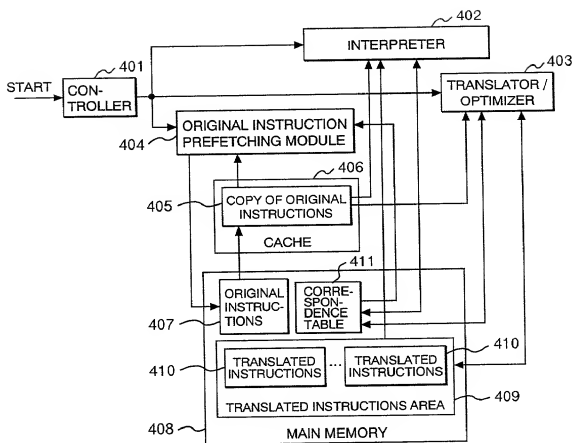 402
INTERPRETER
401
403
START
CON-
TROLLER
TRANSLATOR /
OPTIMIZER
ORIGINAL INSTRUCTION
PREFETCHING MODULE
404
406
405
COPY OF ORIGINAL
INSTRUCTIONS
CACHE
411
ORIGINAL
INSTRUC-
TIONS
407
CORRE-
SPON-
DENCE
TABLE
410
TRANSLATED
INSTRUCTIONS
...
TRANSLATED
INSTRUCTIONS
410
TRANSLATED INSTRUCTIONS AREA
409
408
MAIN MEMORY